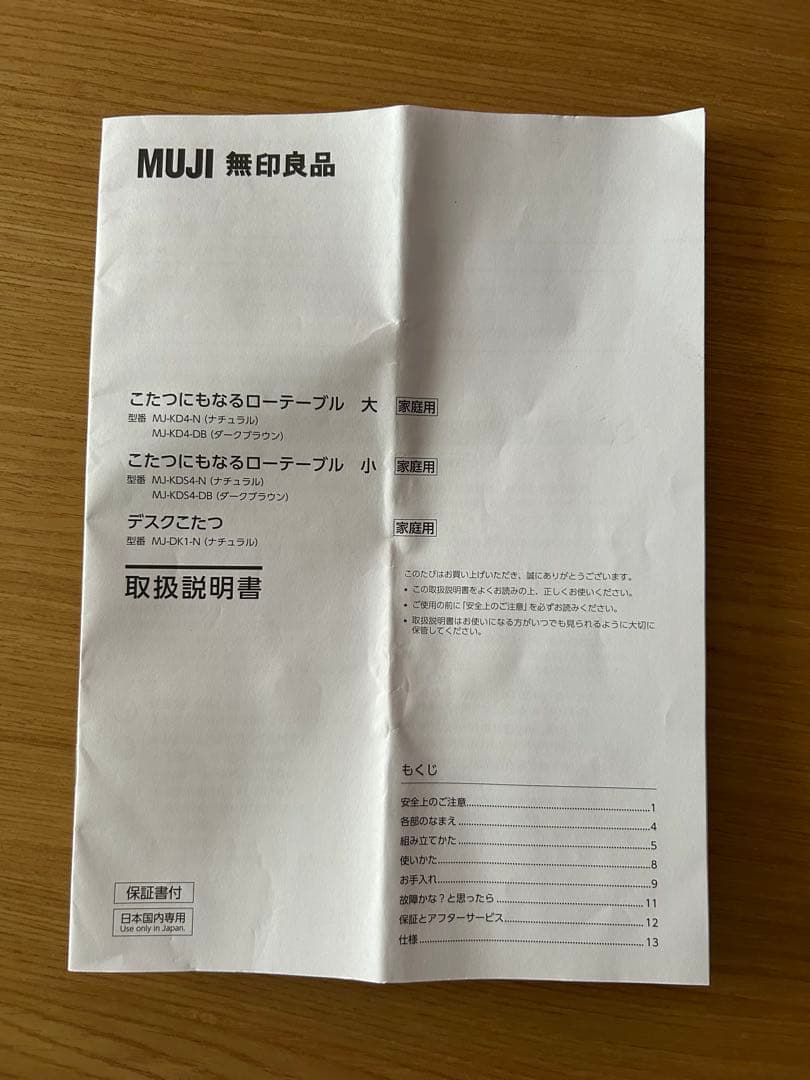 MUJI 無印良品
こたつにもなるローテーブル 大 家庭用
型番 MJ-KD4-N（ナチュラル）
MJ-KD4-DB（ダークブラウン）
こたつにもなるローテーブル 小 家庭用
型番 MJ-KDS4-N（ナチュラル）
MJ-KDS4-DB（ダークブラウン）
デスクこたつ 家庭用
型番 MJ-DK1-N（ナチュラル）
取扱説明書
このたびはお買い上げいただき、誠にありがとうございます。
• この取扱説明書をよくお読みの上、正しくお使いください。
• ご使用の前に「安全上のご注意」を必ずお読みください。
• 取扱説明書はお使いになる方がいつでも見られるように大切に
保管してください。
もくじ
安全上のご注意 1
各部のなまえ 4
組み立てかた 5
使いかた 8
お手入れ 9
故障かな？と思ったら 11
保証とアフターサービス 12
仕様 13
保証書付
日本国内専用
Use only in Japan.